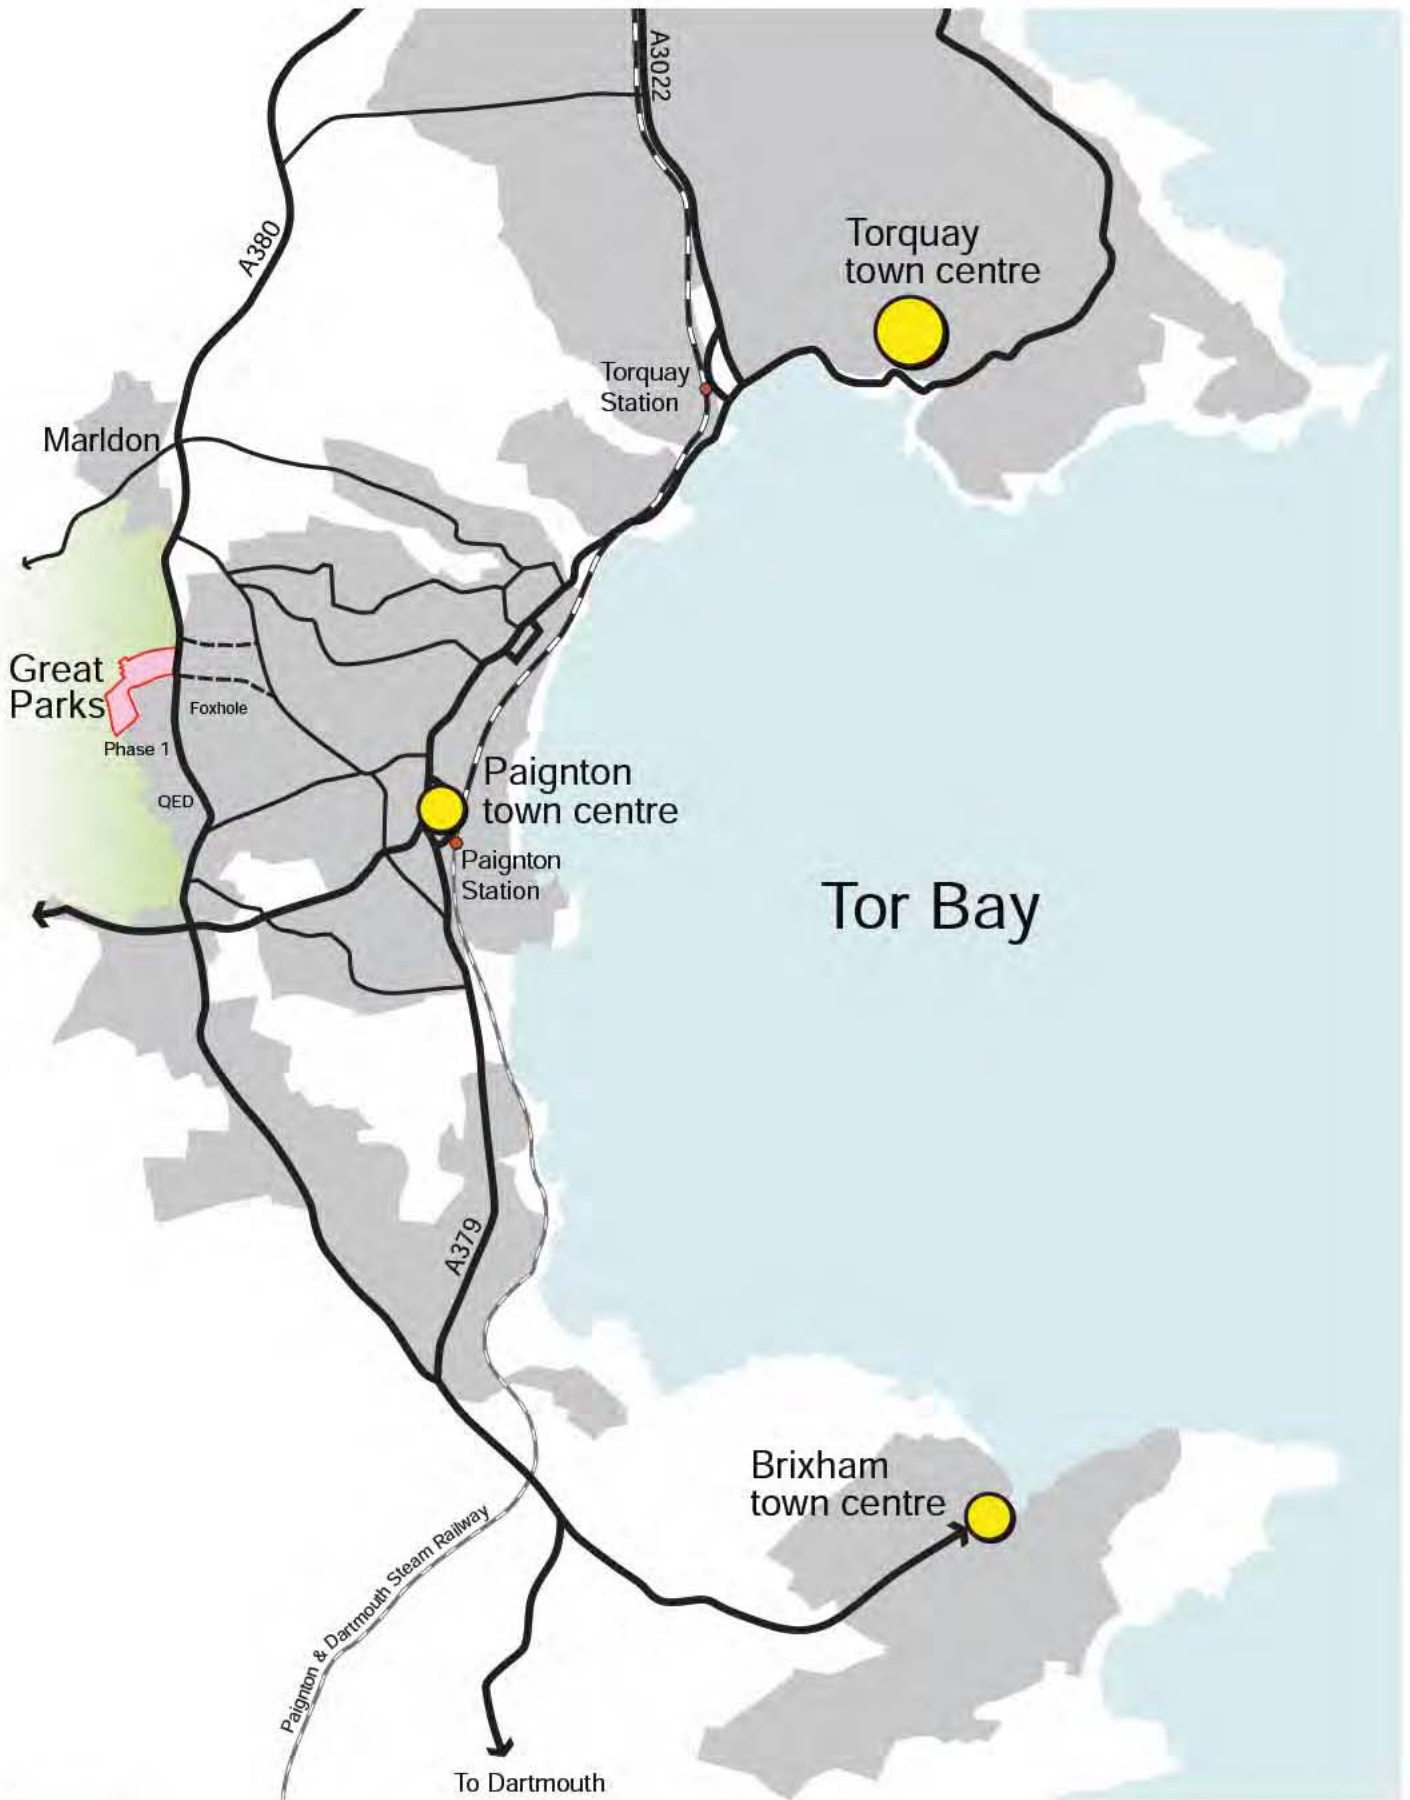 A3022
A380
Torquay
town centre
Torquay
Station
Marldon
Great
Parks
Foxhole
Phase 1
QED
Paignton
town centre
Paignton
Station
Tor Bay
A379
Brixham
town centre
Paignton & Dartmouth Steam Railway
To Dartmouth